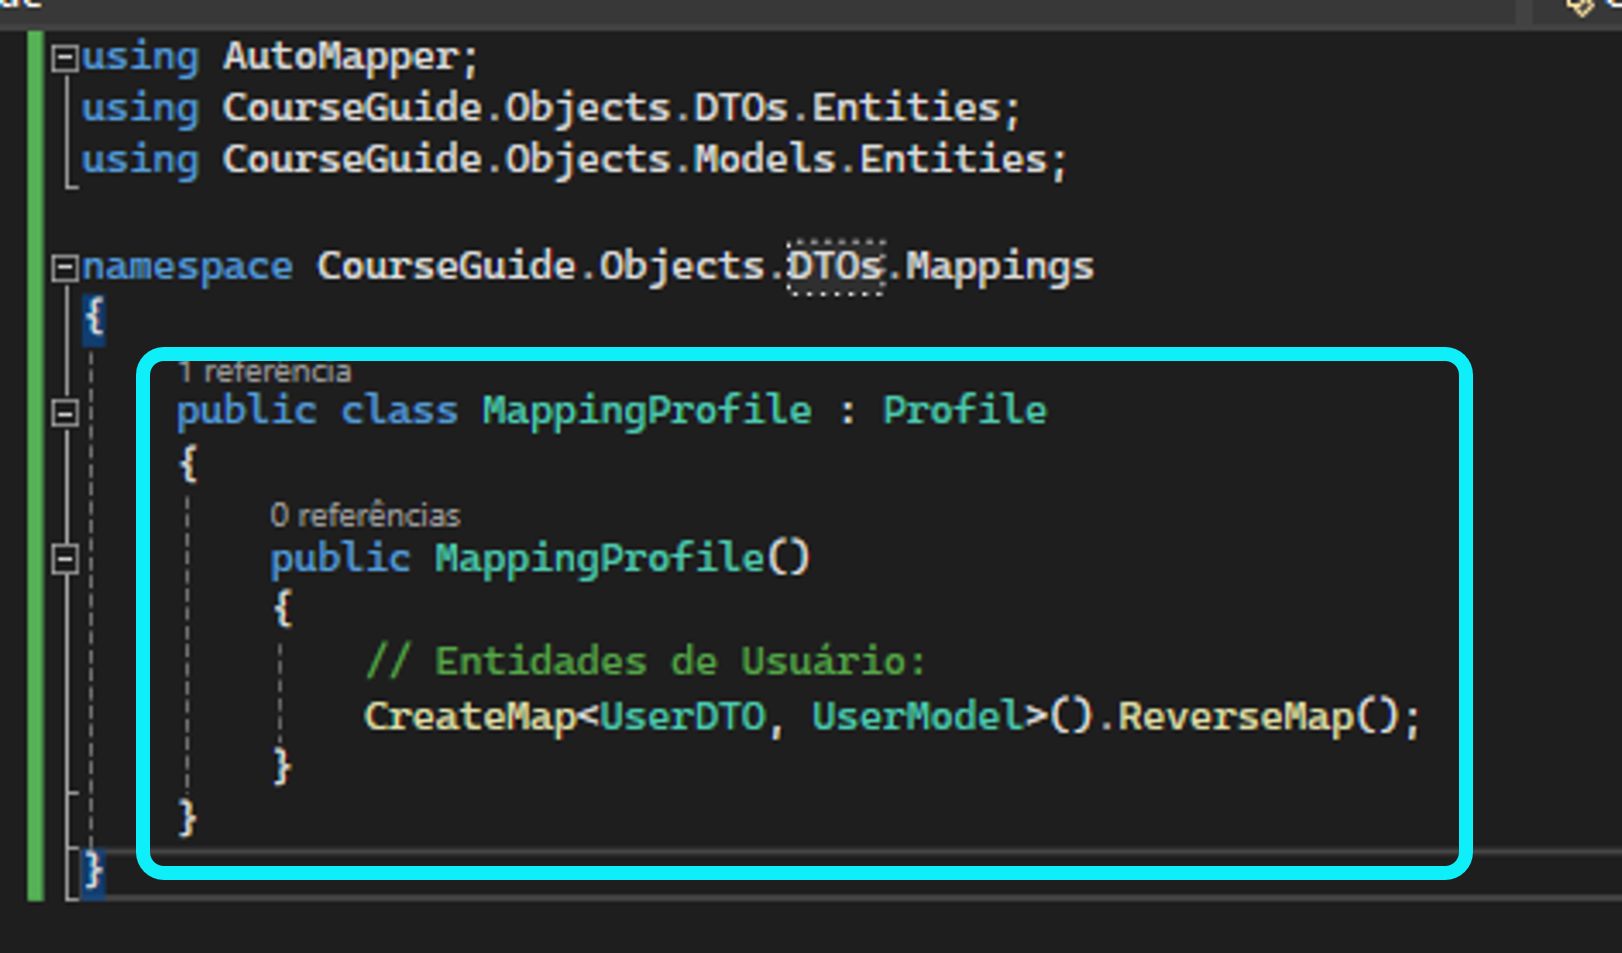 using AutoMapper;
using CourseGuide.Objects.DTOs.Entities;
using CourseGuide.Objects.Models.Entities;
namespace CourseGuide.Objects.DTOs.Mappings
{
1 referência
public class MappingProfile : Profile
{
0 referências
public MappingProfile()
{
// Entidades de Usuário:
CreateMap<UserDTO, UserModel>().ReverseMap();
}
}
}